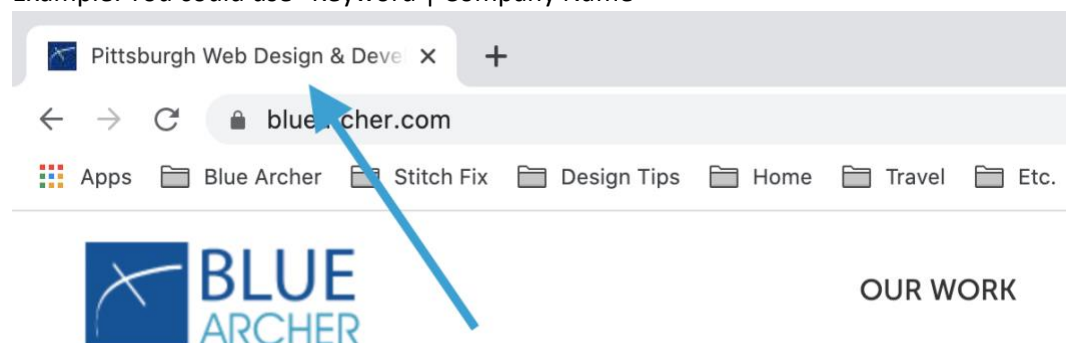 Example: You could use "Keyword | Company Name"
Pittsburgh Web Design & Deve
blue cher.com
Apps Blue Archer Stitch Fix Design Tips Home Travel Etc.
BLUE
ARCHER
OUR WORK